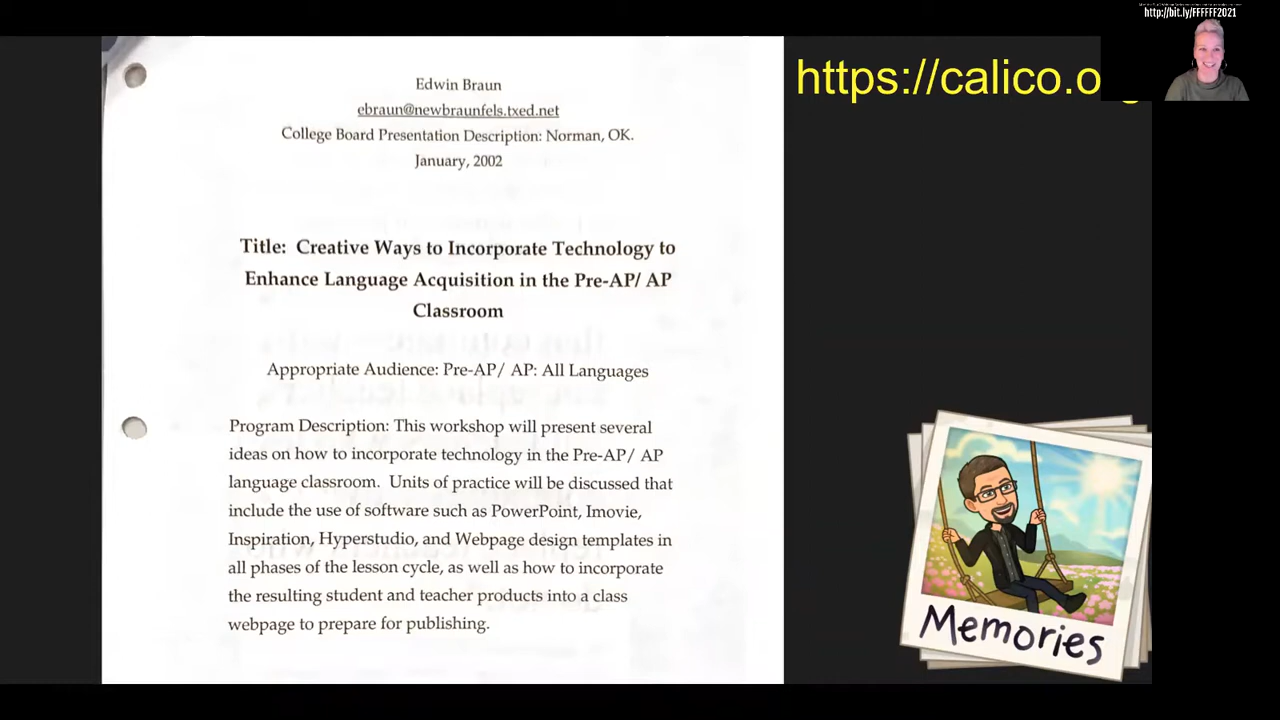 http://bit.ly/FFFFFF2021
https://calico.o
Edwin Braun
ebraun@newbraunfels.txed.net
College Board Presentation Description: Norman, OK.
January, 2002
Title: Creative Ways to Incorporate Technology to
Enhance Language Acquisition in the Pre-AP/ AP
Classroom
Appropriate Audience: Pre-AP/ AP: All Languages
Program Description: This workshop will present several
ideas on how to incorporate technology in the Pre-AP/ AP
language classroom. Units of practice will be discussed that
include the use of software such as PowerPoint, Imovie,
Inspiration, Hyperstudio, and Webpage design templates in
all phases of the lesson cycle, as well as how to incorporate
the resulting student and teacher products into a class
webpage to prepare for publishing.
Memories